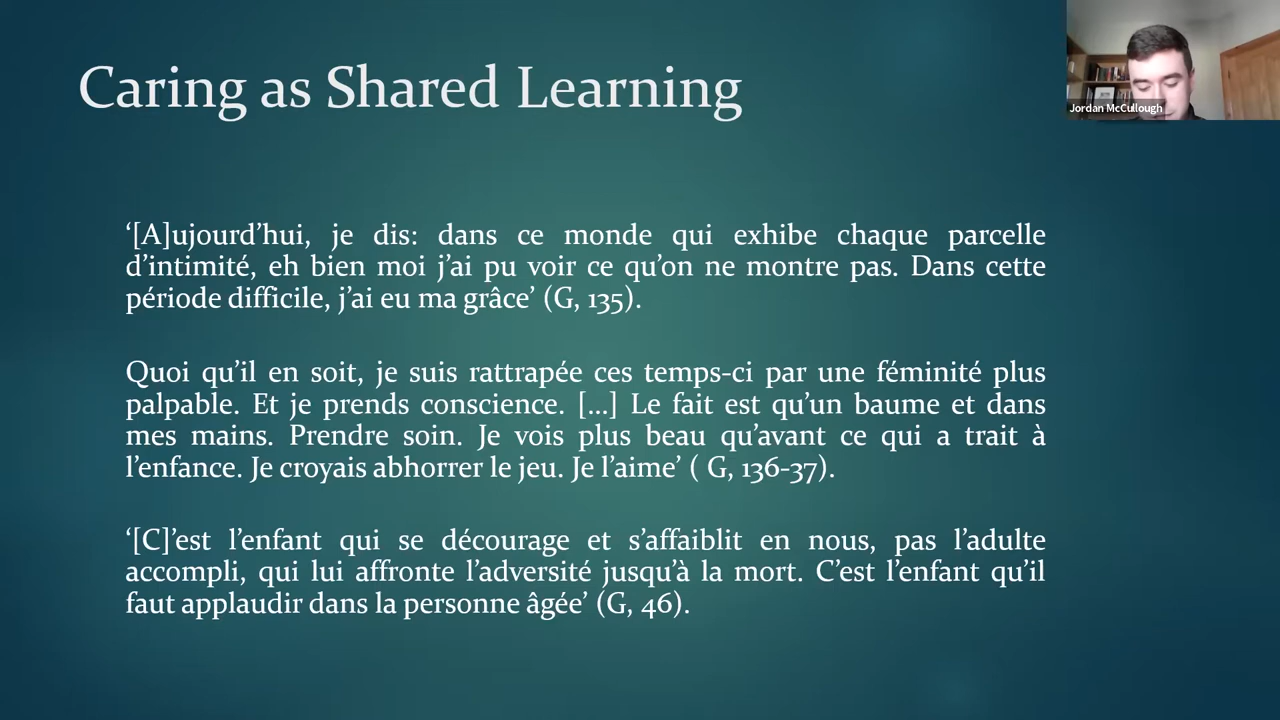 Caring as Shared Learning
Jordan McCullough
‘[A]ujourd’hui, je dis: dans ce monde qui exhibe chaque parcelle
d’intimité, eh bien moi j’ai pu voir ce qu’on ne montre pas. Dans cette
période difficile, j’ai eu ma grâce’ (G, 135).
Quoi qu’il en soit, je suis rattrapée ces temps-ci par une féminité plus
palpable. Et je prends conscience. [...] Le fait est qu’un baume et dans
mes mains. Prendre soin. Je vois plus beau qu’avant ce qui a trait à
l’enfance. Je croyais abhorrer le jeu. Je l’aime’ ( G, 136-37).
‘[C]’est l’enfant qui se décourage et s’affaiblit en nous, pas l’adulte
accompli, qui lui affronte l’adversité jusqu’à la mort. C’est l’enfant qu’il
faut applaudir dans la personne âgée’ (G, 46).